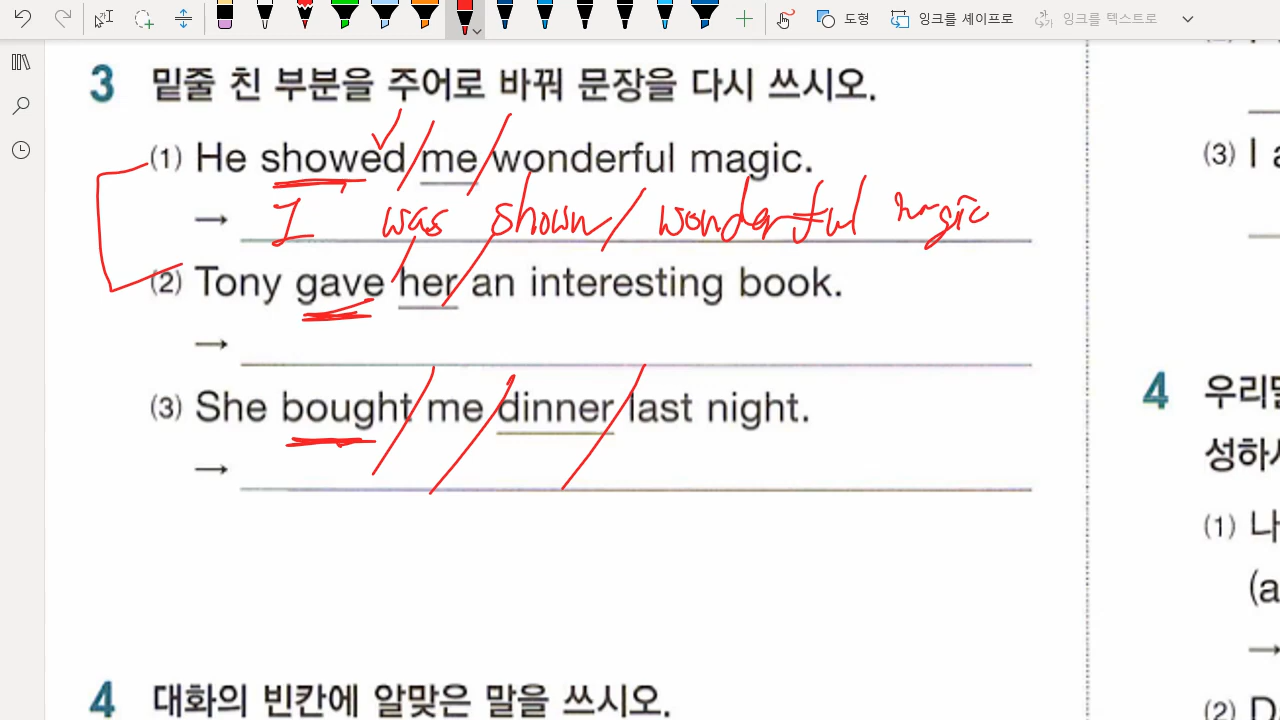 도형 잉크를 셰이프로 잉크를 텍스트로
3 밑줄 친 부분을 주어로 바꿔 문장을 다시 쓰시오.
(1) He showed me wonderful magic.
→ I was shown / wonderful magic
(2) Tony gave her an interesting book.
→
(3) She bought me dinner last night.
→
4 대화의 빈칸에 알맞은 말을 쓰시오.
(3) I a
4 우리말
성하시
(1) 나
(a
→
(2) D